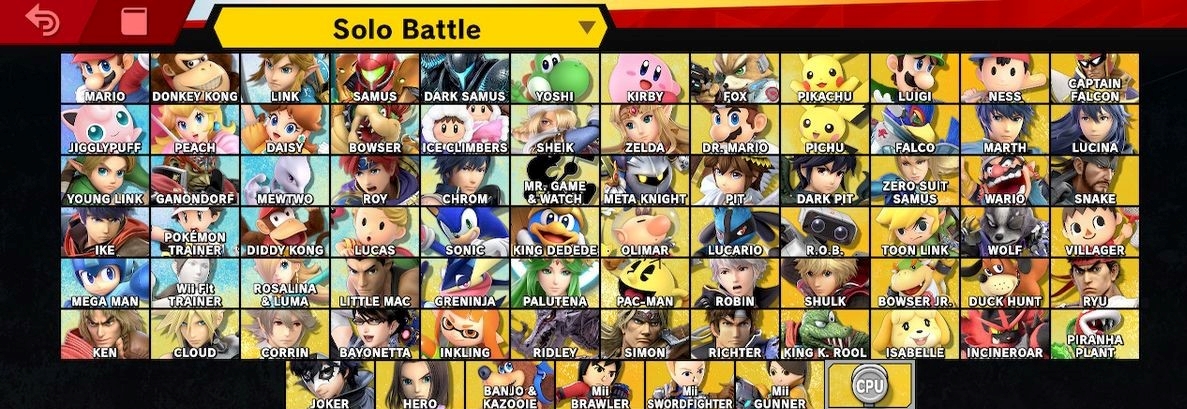 Solo Battle
MARIO
DONKEY KONG
LINK
SAMUS
DARK SAMUS
YOSHI
KIRBY
FOX
PIKACHU
LUIGI
NESS
CAPTAIN
FALCON
JIGGLYPUFF
PEACH
DAISY
BOWSER
ICE CLIMBERS
SHEIK
ZELDA
DR. MARIO
PICHU
FALCO
MARTH
LUCINA
YOUNG LINK
GANONDORF
MEWTWO
ROY
CHROM
MR. GAME
& WATCH
META KNIGHT
PIT
DARK PIT
ZERO SUIT
SAMUS
WARIO
SNAKE
IKE
POKÉMON
TRAINER
DIDDY KONG
LUCAS
SONIC
KING DEDEDE
OLIMAR
LUCARIO
R.O.B.
TOON LINK
WOLF
VILLAGER
MEGA MAN
Wii Fit
TRAINER
ROSALINA
& LUMA
LITTLE MAC
GRENINJA
PALUTENA
PAC-MAN
ROBIN
SHULK
BOWSER JR.
DUCK HUNT
RYU
KEN
CLOUD
CORRIN
BAYONETTA
INKLING
RIDLEY
SIMON
RICHTER
KING K. ROOL
ISABELLE
INCINEROAR
PIRANHA
PLANT
JOKER
HERO
BANJO &
KAZOOIE
Mii
BRAWLER
Mii
SWORDFIGHTER
Mii
GUNNER
CPU